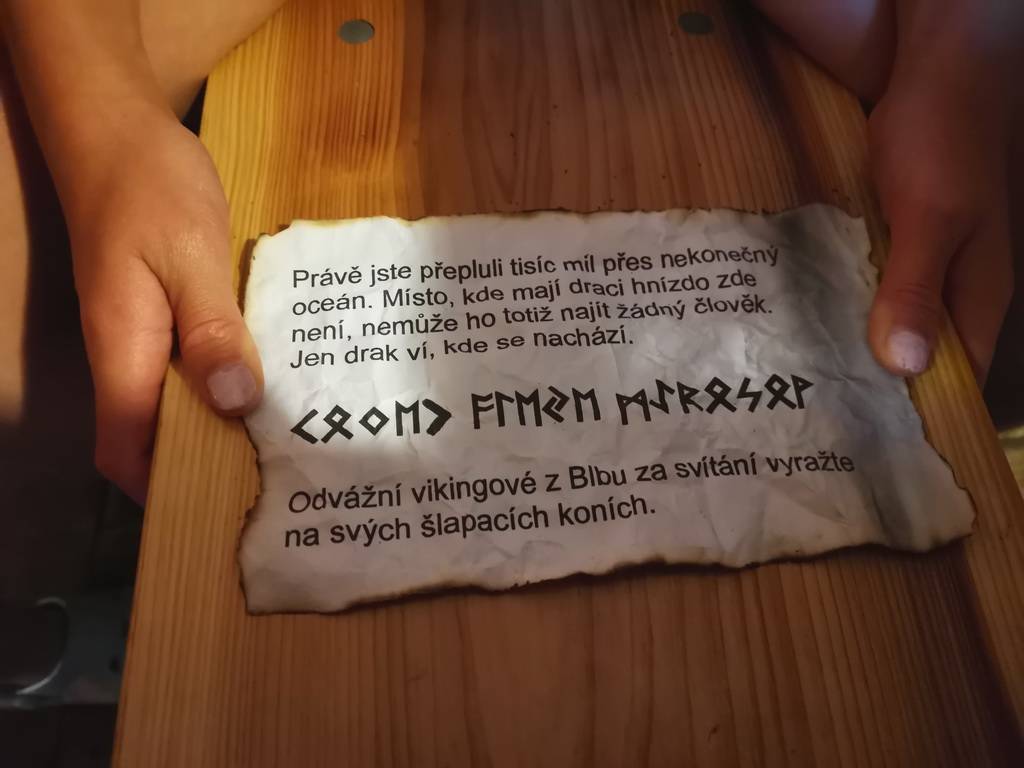 Právě jste přepluli tisíc mil přes nekonečný
oceán. Místo, kde mají draci hnízdo zde
není, nemůže ho totiž najít žádný člověk.
Jen drak ví, kde se nachází.
Odvážní vikingové z Blbu za svítání vyražte
na svých šlapacích koních.